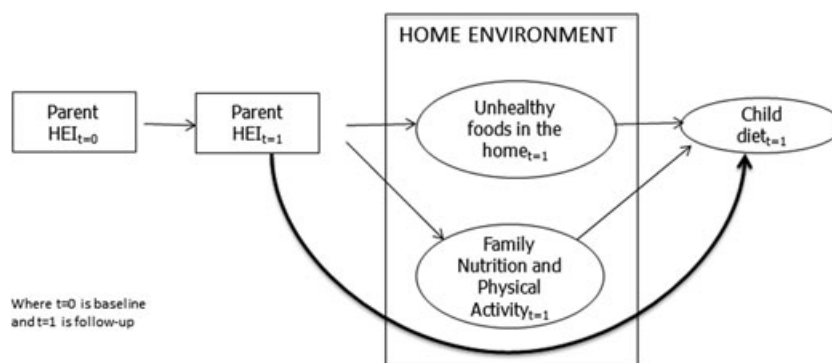 HOME ENVIRONMENT
Parent
HEIt=0
Parent
HEIt=1
Unhealthy
foods in the
homet=1
Child
diett=1
Family
Nutrition and
Physical
Activityt=1
Where t=0 is baseline
and t=1 is follow-up